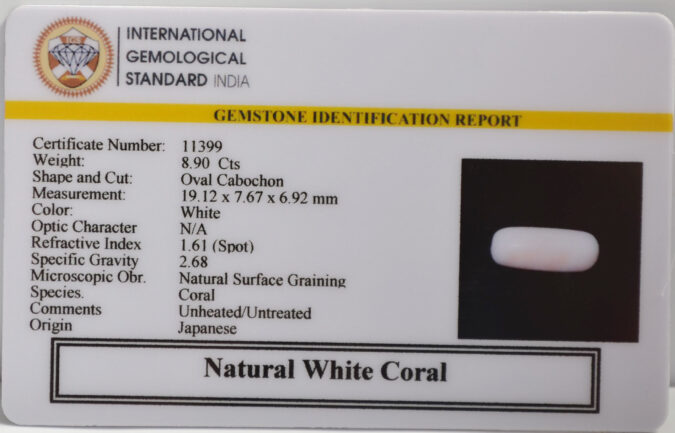 IGS
INTERNATIONAL
GEMOLOGICAL
STANDARD INDIA
GEMSTONE IDENTIFICATION REPORT
Certificate Number: 11399
Weight: 8.90 Cts
Shape and Cut: Oval Cabochon
Measurement: 19.12 x 7.67 x 6.92 mm
Color: White
Optic Character N/A
Refractive Index 1.61 (Spot)
Specific Gravity 2.68
Microscopic Obr. Natural Surface Graining
Species. Coral
Comments Unheated/Untreated
Origin Japanese
Natural White Coral